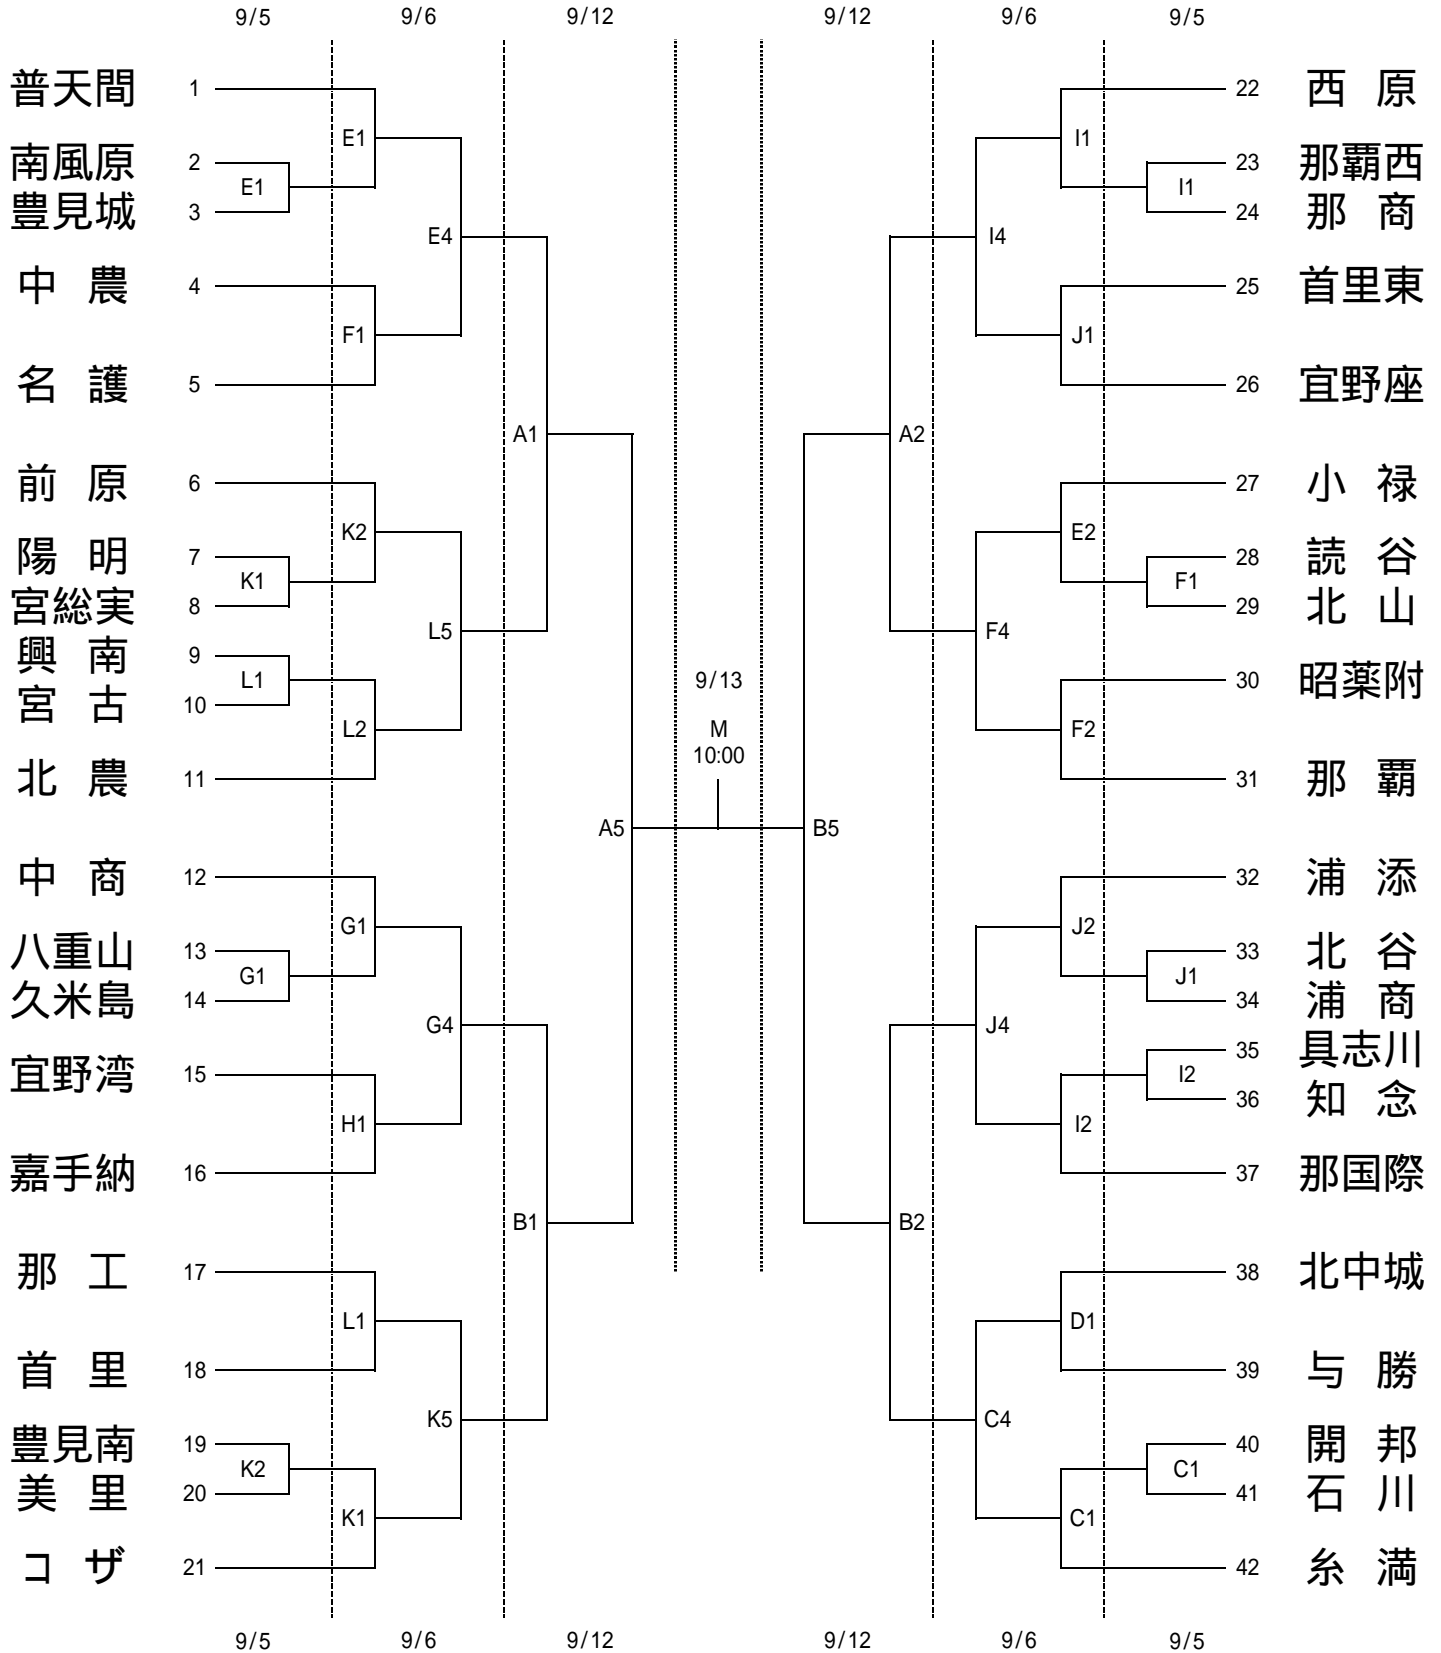 9/5 9/6 9/12 9/12 9/6 9/5
普天間 1 22 西 原
E1 I1
南風原 2 23 那覇西
E1 I1
豊見城 3 24 那 商
E4 I4
中 農 4 25 首里東
F1 J1
名 護 5 26 宜野座
A1 A2
前 原 6 27 小 禄
K2 E2
陽 明 7 28 読 谷
K1 F1
宮総実 8 29 北 山
L5 F4
興 南 9
L1 9/13 30 昭薬附
宮 古 10
L2 M F2
10:00
北 農 11 31 那 覇
A5 B5
中 商 12 32 浦 添
G1 J2
八重山 13 33 北 谷
G1 J1
久米島 14 34 浦 商
G4 J4
35 具志川
宜野湾 15 I2
36 知 念
H1 I2
嘉手納 16 37 那国際
B1 B2
那 工 17 38 北中城
L1 D1
首 里 18 39 与 勝
K5 C4
豊見南 19 40 開 邦
K2 C1
美 里 20 41 石 川
K1 C1
コ ザ 21 42 糸 満
9/5 9/6 9/12 9/12 9/6 9/5